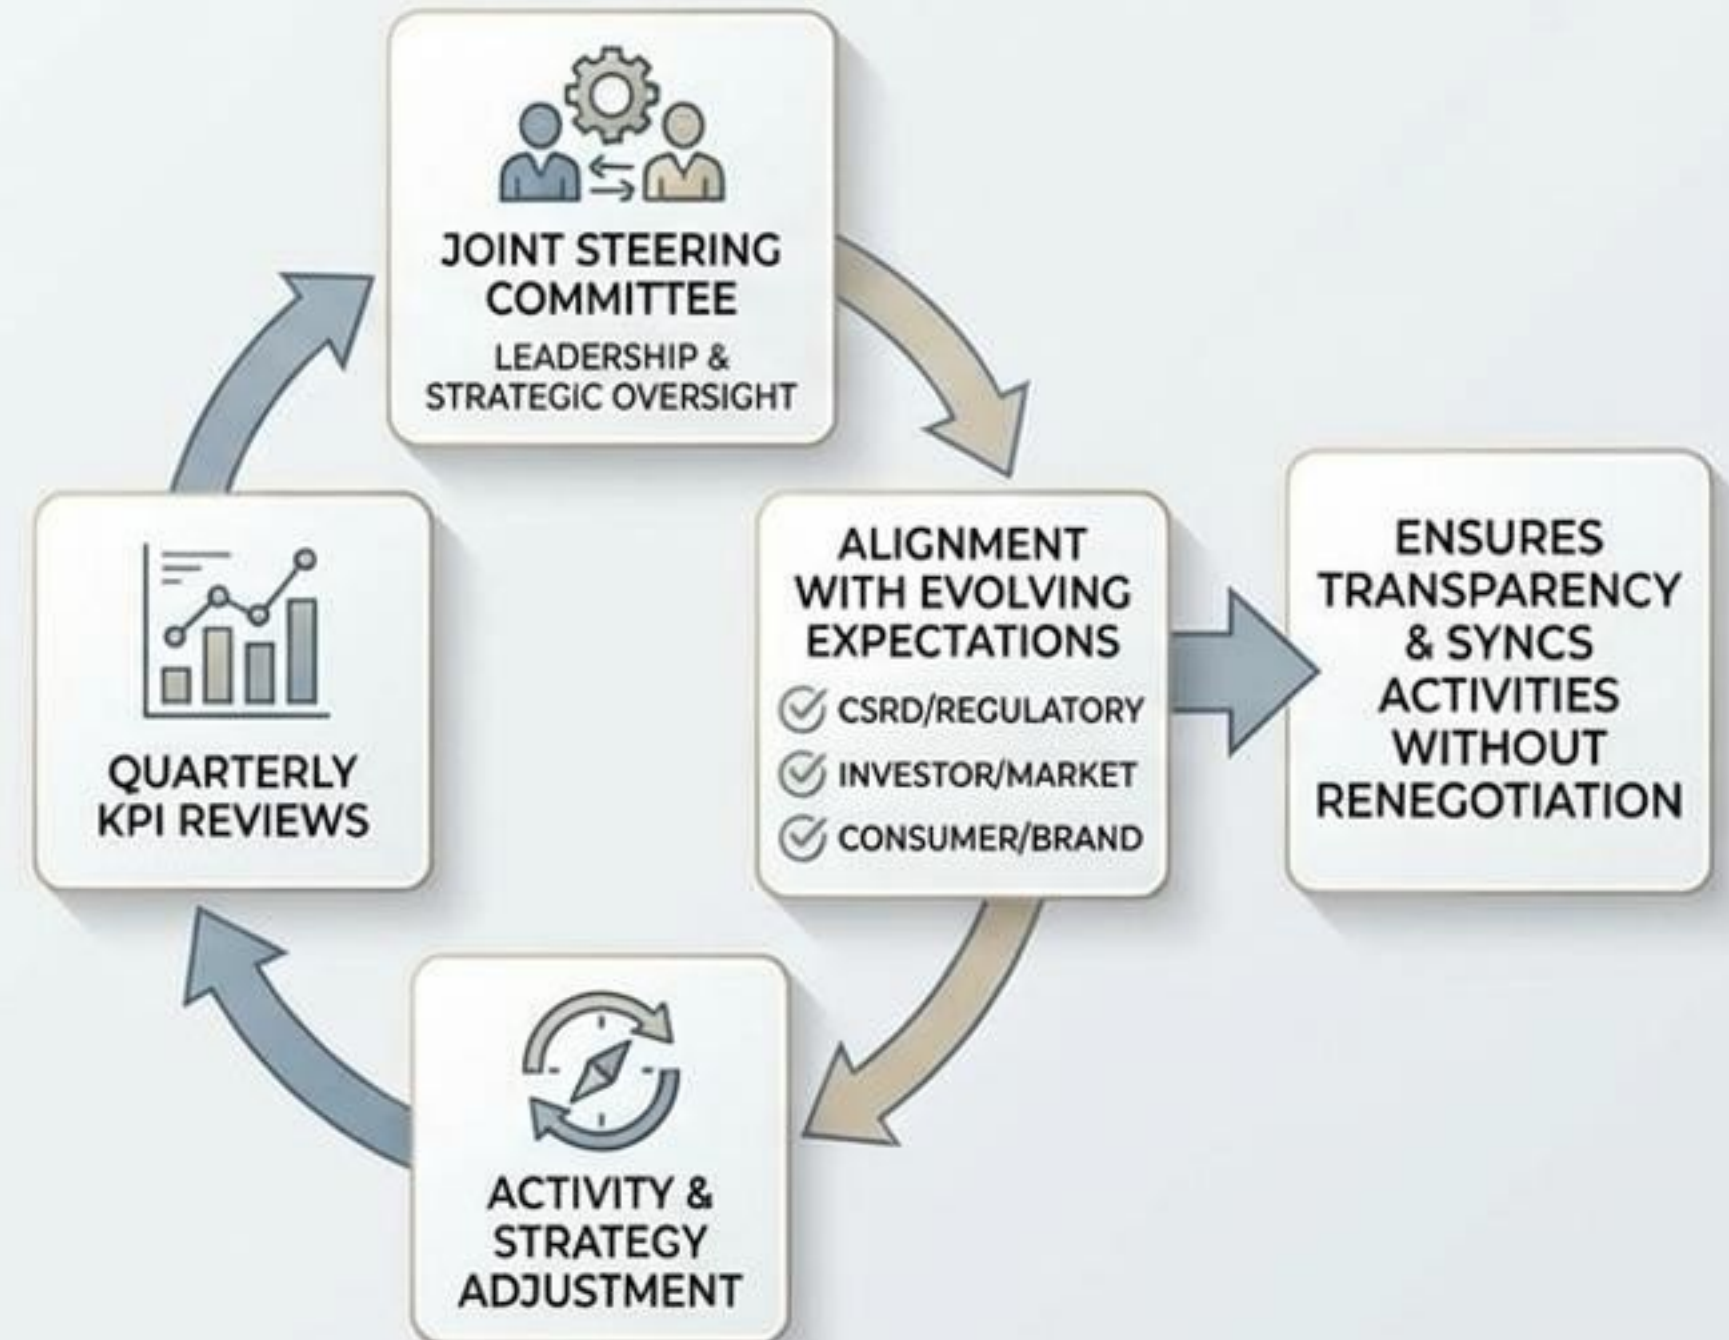 JOINT STEERING
COMMITTEE
LEADERSHIP &
STRATEGIC OVERSIGHT
ALIGNMENT
WITH EVOLVING
EXPECTATIONS
CSRD/REGULATORY
INVESTOR/MARKET
CONSUMER/BRAND
ENSURES
TRANSPARENCY
& SYNCS
ACTIVITIES
WITHOUT
RENEGOTIATION
ACTIVITY &
STRATEGY
ADJUSTMENT
QUARTERLY
KPI REVIEWS